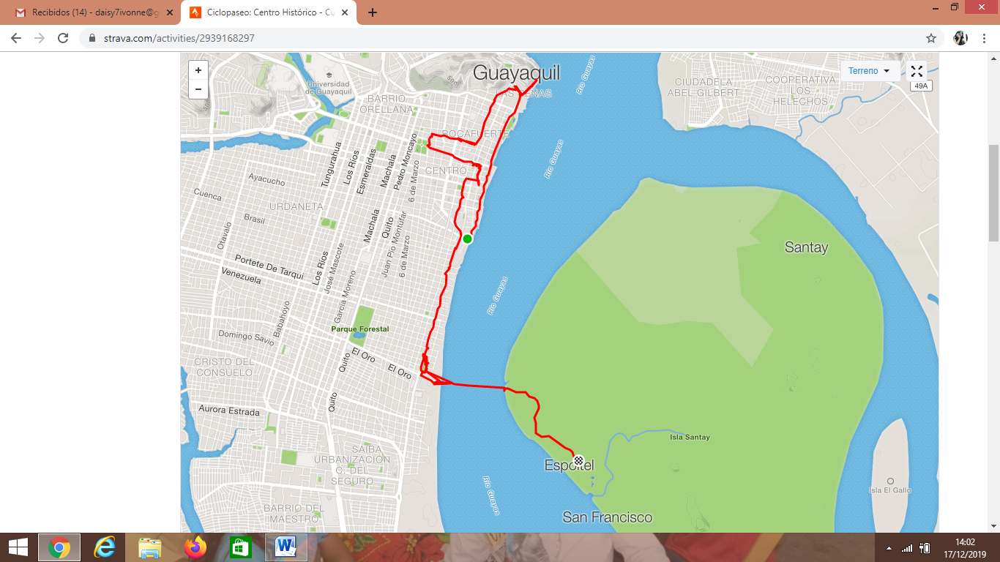 Recibidos (14) - daisy7ivonne@g
Ciclopaseo: Centro Histórico - Cu
strava.com/activities/2939168297
+
−
Guayaquil
Terreno
49A
Universidad
de Guayaquil
BARRIO
ORELLANA
50m
Río Guayas
CIUDADELA
ABEL GILBERT
COOPERATIVA
LOS
HELECHOS
ROCAFUERTE
CENTRO
Río Guayas
Tungurahua
Los Ríos
Esmeraldas
Machala
Pedro Moncayo
6 de Marzo
Ayacucho
Cuenca
URDANETA
Brasil
Otavalo
Machala
Quito
Juan Pío Montúfar
6 de Marzo
Portete De Tarqui
Venezuela
Los Ríos
José Mascote
García Moreno
Babahoyo
Río Guayas
Santay
Parque Forestal
Domingo Savio
El Oro
El Oro
Quito
CRISTO DEL
CONSUELO
Quito
Aurora Estrada
SAIBA
URBANIZACIÓN
C. DEL
SEGURO
Isla Santay
Espoltel
Río Guayas
Isla El Gallo
BARRIO DEL
MAESTRO
San Francisco
14:02
17/12/2019